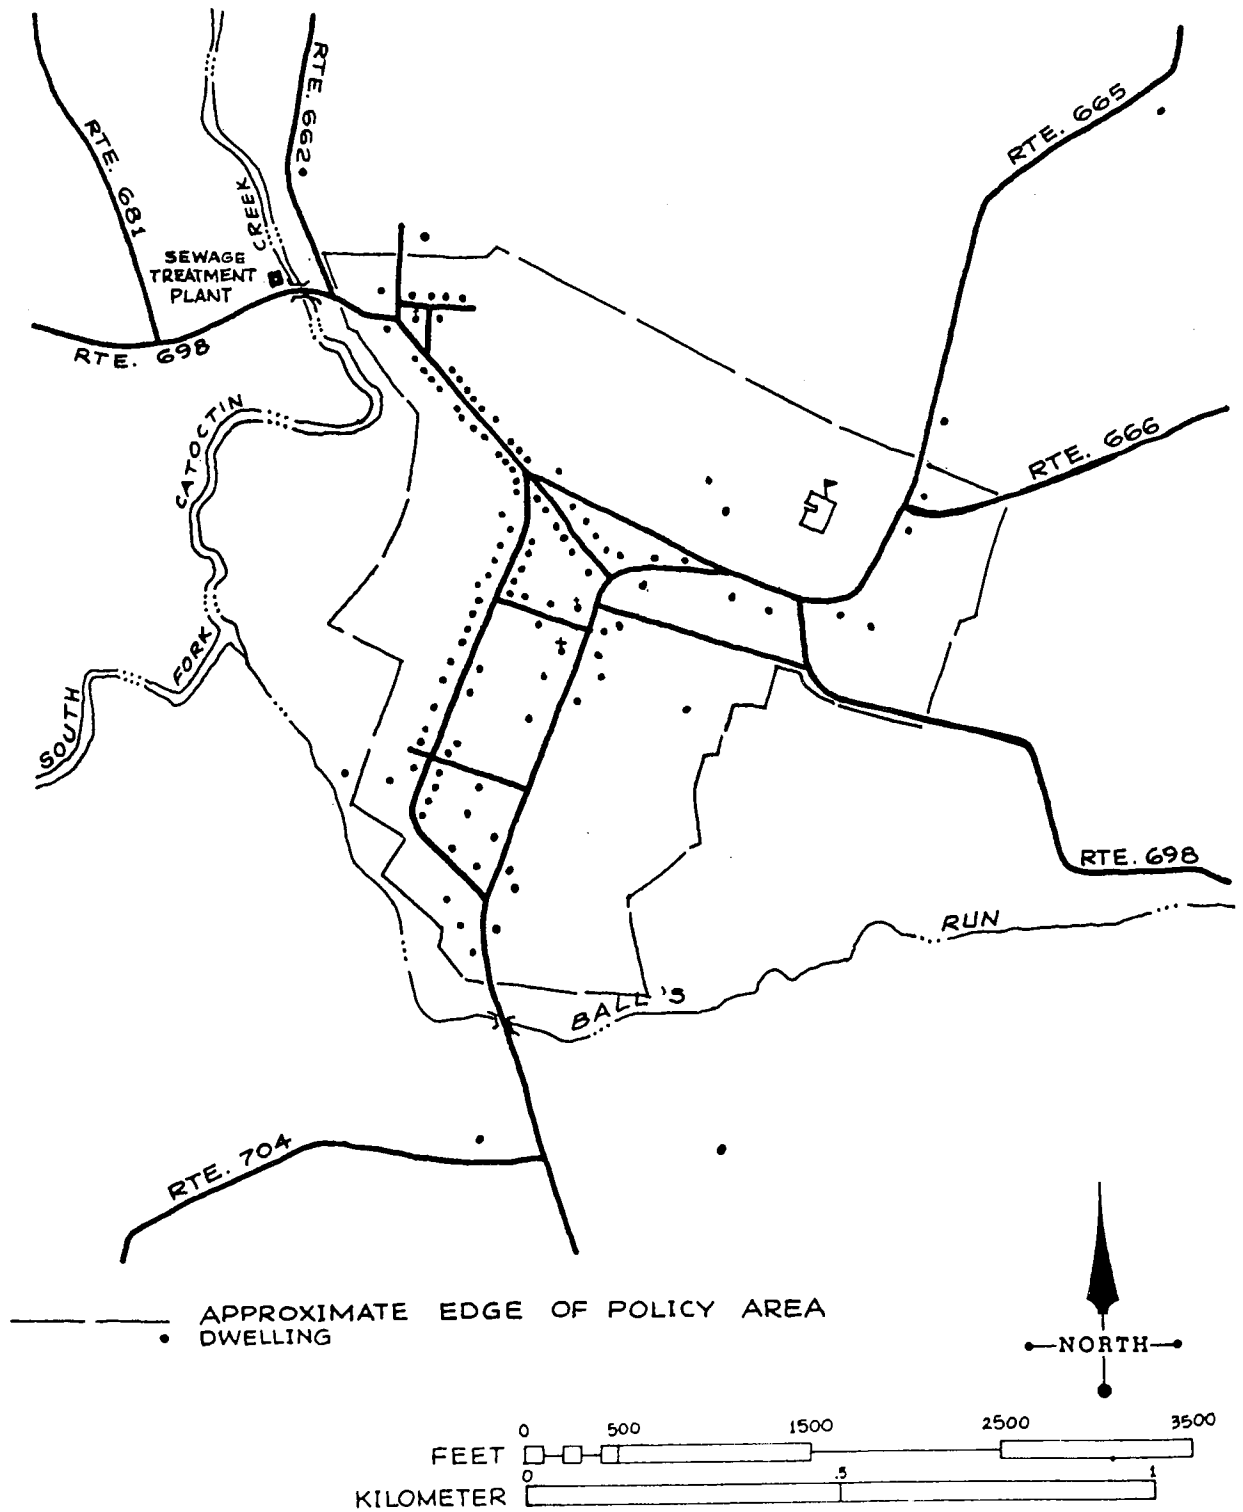 RTE. 662
RTE. 665
RTE. 681
CREEK
SEWAGE
TREATMENT
PLANT
RTE. 698
CATOCTIN
RTE. 666
FORK
SOUTH
RTE. 698
RUN
BALL'S
RTE. 704
APPROXIMATE EDGE OF POLICY AREA
DWELLING
NORTH
0 500 1500 2500 3500
FEET
0 .5 1
KILOMETER